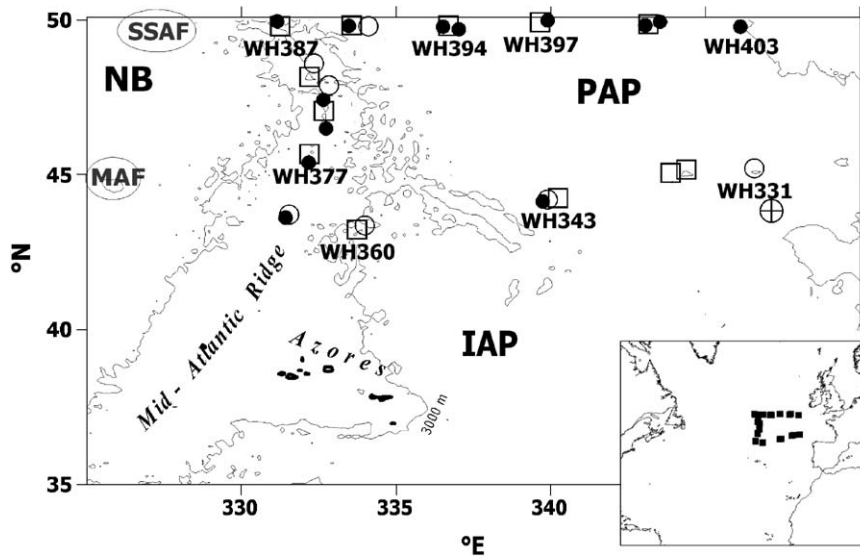 50
SSAF
WH387
WH394
WH397
WH403
NB
PAP
45
MAF
WH377
WH331
WH343
WH360
°N
Mid - Atlantic Ridge
40
Azores
IAP
3000 m
35
330
335
340
°E